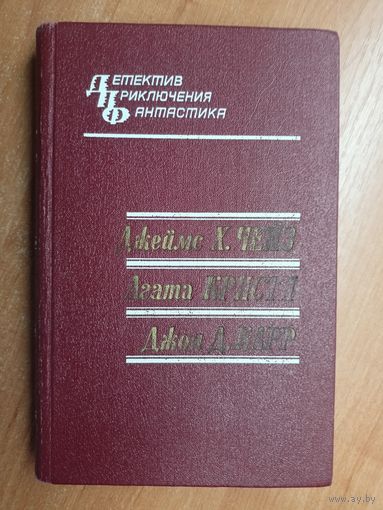 Детектив
Приключения
Фантастика
Джеймс Х. ЧЕЙЗ
Агата КРИСТИ
Джон Д. КАРР
www.ay.by